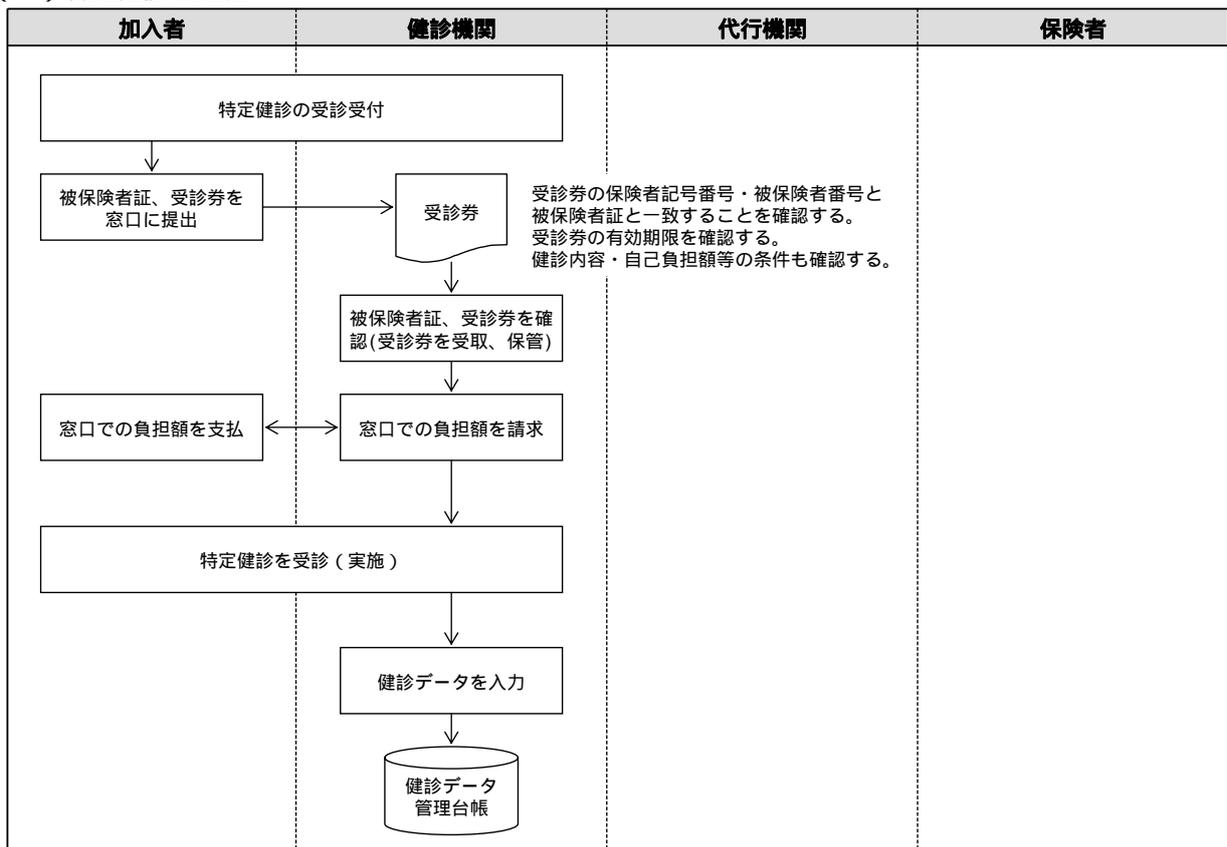 加入者
健診機関
代行機関
保険者
特定健診の受診受付
被保険者証、受診券を
窓口に提出
受診券
受診券の保険者記号番号・被保険者番号と
被保険者証と一致することを確認する。
受診券の有効期限を確認する。
健診内容・自己負担額等の条件も確認する。
被保険者証、受診券を確
認(受診券を受取、保管)
窓口での負担額を支払
窓口での負担額を請求
特定健診を受診(実施)
健診データを入力
健診データ
管理台帳